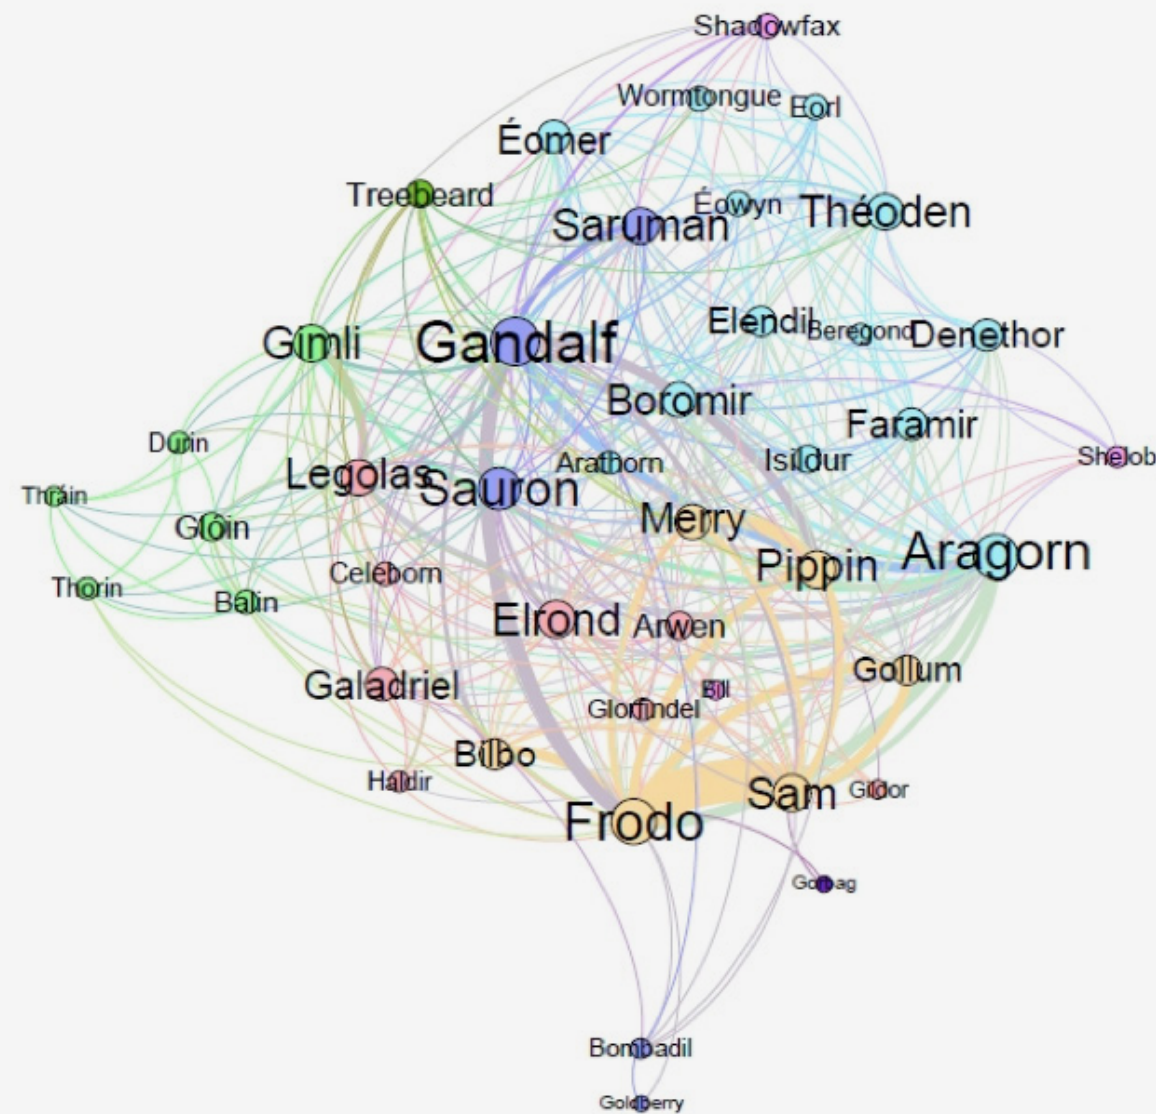 Shadowfax
Wormtongue
Eorl
Éomer
Treebeard
Éowyn
Théoden
Saruman
Elendil
Beregond
Denethor
Gimli
Gandalf
Boromir
Faramir
Durin
Arathorn
Isildur
Shelob
Legolas
Sauron
Thráin
Glóin
Merry
Aragorn
Pippin
Celeborn
Thorin
Balin
Elrond
Arwen
Gollum
Galadriel
Bill
Glorfindel
Bilbo
Haldir
Sam
Gildor
Frodo
Gorbag
Bombadil
Goldberry